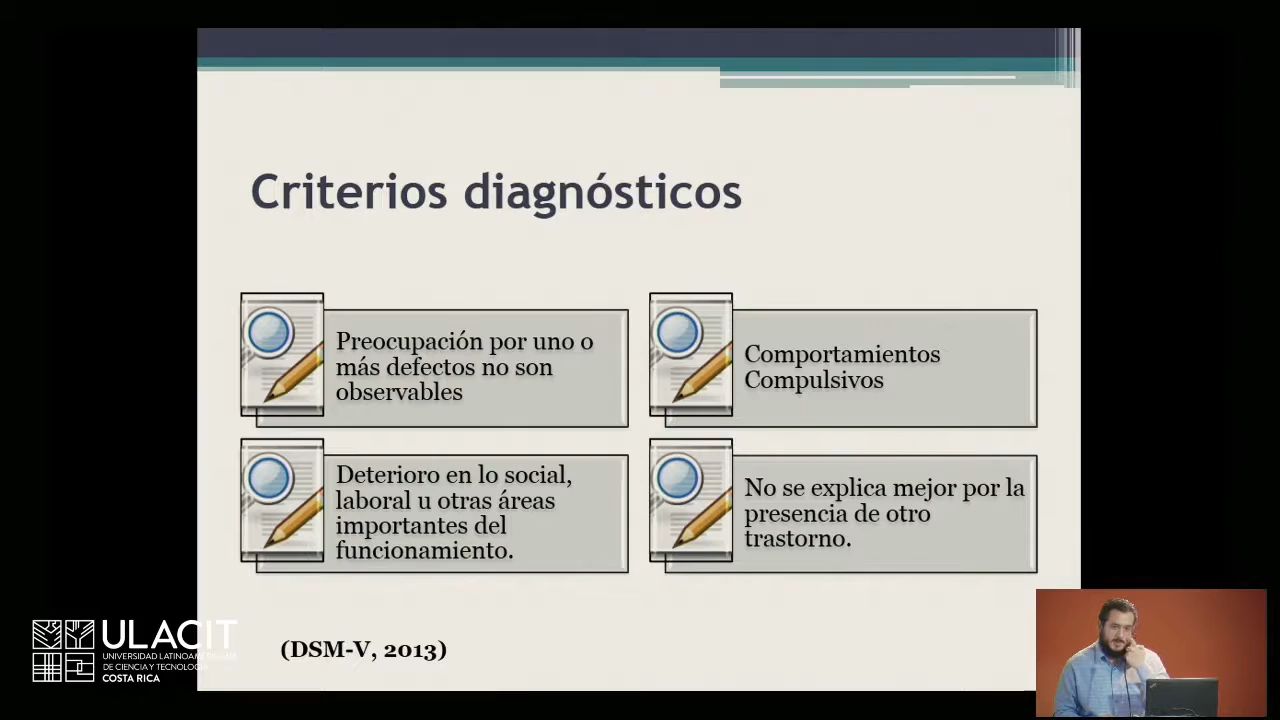 Criterios diagnósticos
Preocupación por uno o
más defectos no son
observables
Comportamientos
Compulsivos
Deterioro en lo social,
laboral u otras áreas
importantes del
funcionamiento.
No se explica mejor por la
presencia de otro
trastorno.
(DSM-V, 2013)
ULACIT
UNIVERSIDAD LATINOAMERICANA
DE CIENCIA Y TECNOLOGÍA
COSTA RICA